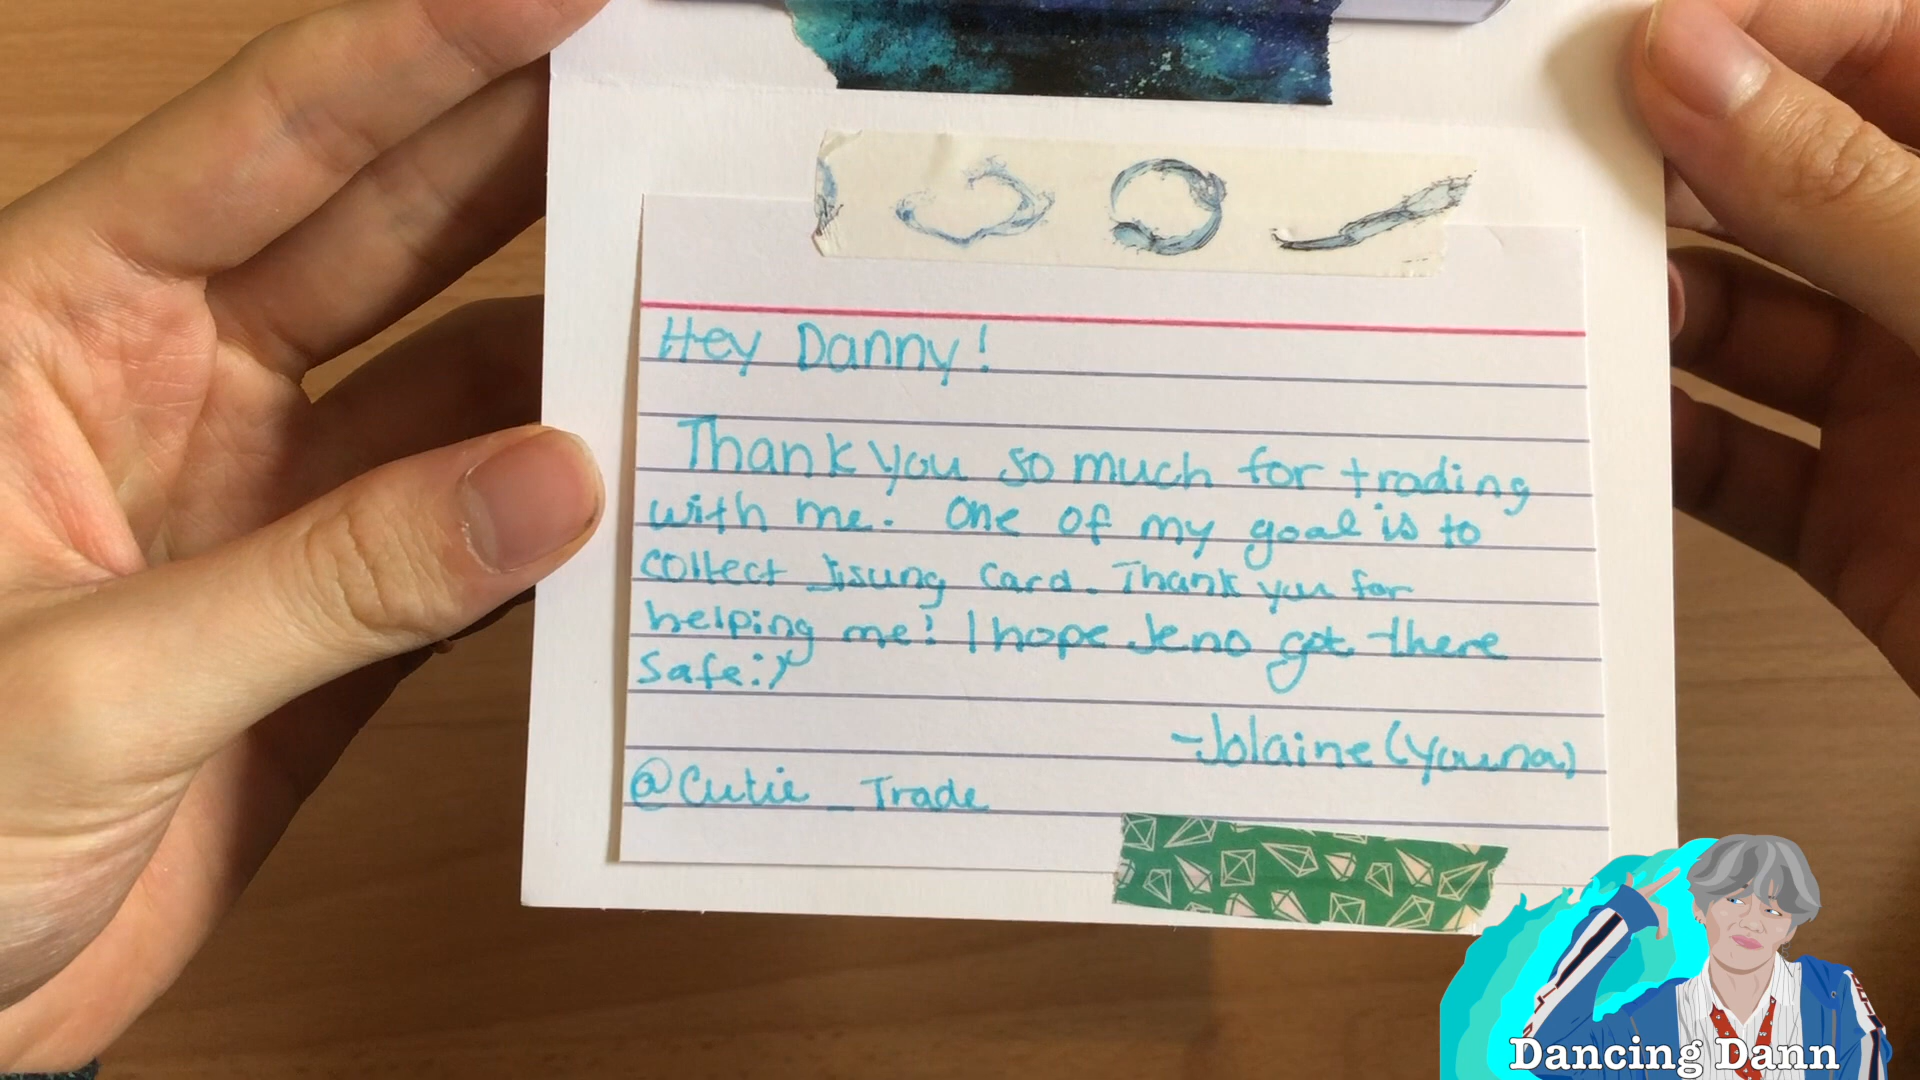 Hey Danny!
Thank you so much for trading
with me. One of my goal is to
collect Jisung Card. Thank you for
helping me! I hope Jeno got there
Safe:)
-Jolaine (Youna)
@Cutie_Trade
Dancing Dann